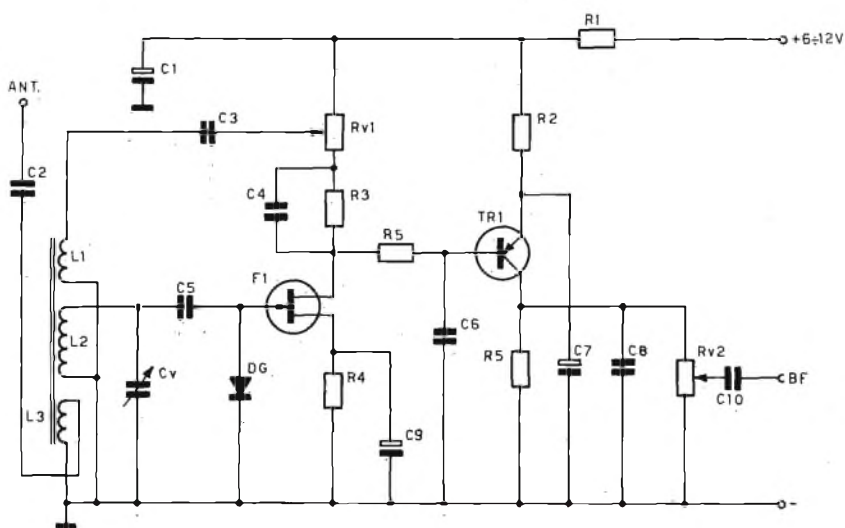 R1
+6÷12V
C1
ANT.
C3
Rv1
R2
C2
C4
R3
TR1
R5
L1
F1
C5
L2
C6
Cv
DG
R4
R5
C7
C8
Rv2
C10
BF
L3
C9
-